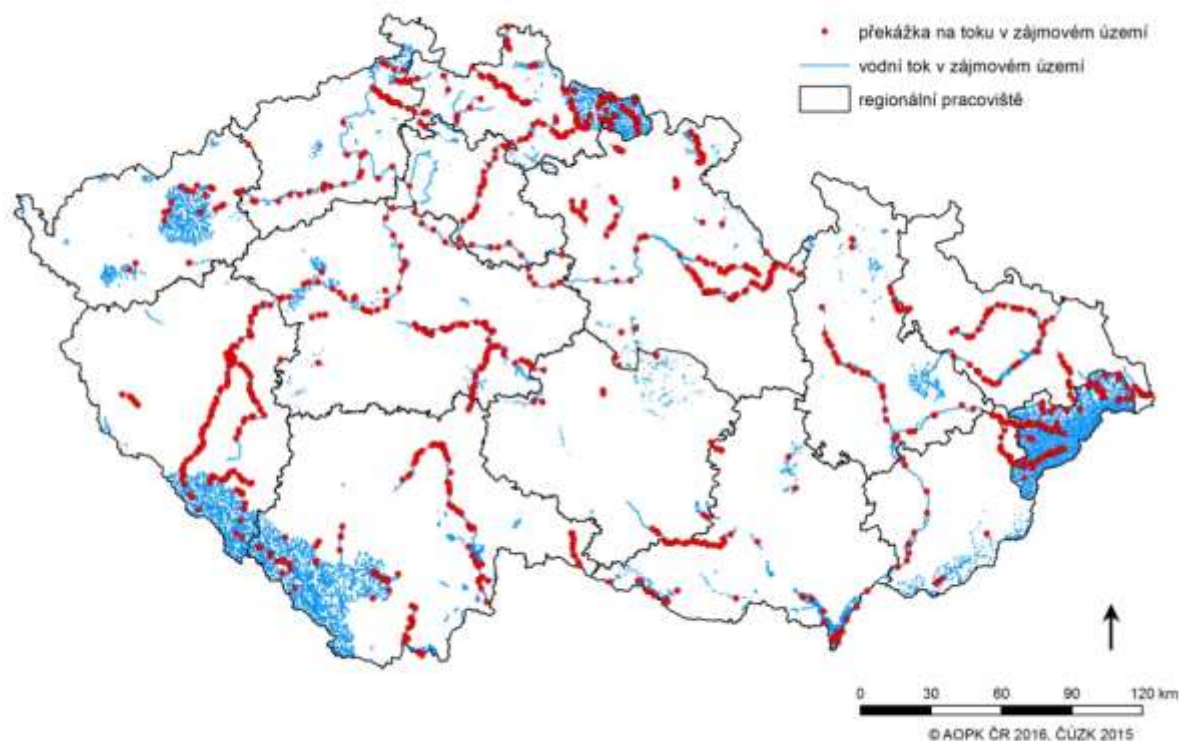 překážka na toku v zájmovém území
vodní tok v zájmovém území
regionální pracoviště
0 30 60 90 120 km
© AOPK ČR 2016, ČÚZK 2015